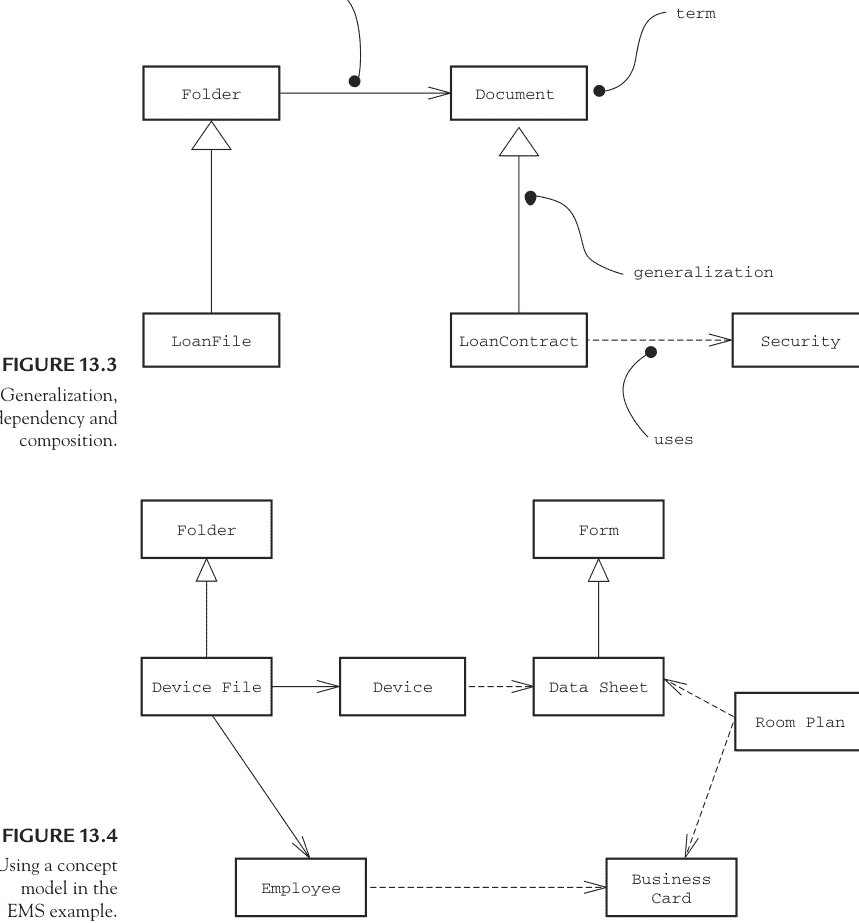 term
Folder
Document
generalization
LoanFile
LoanContract
Security
FIGURE 13.3
Generalization,
dependency and
composition.
uses
Folder
Form
Device File
Device
Data Sheet
Room Plan
FIGURE 13.4
Using a concept
model in the
EMS example.
Employee
Business
Card